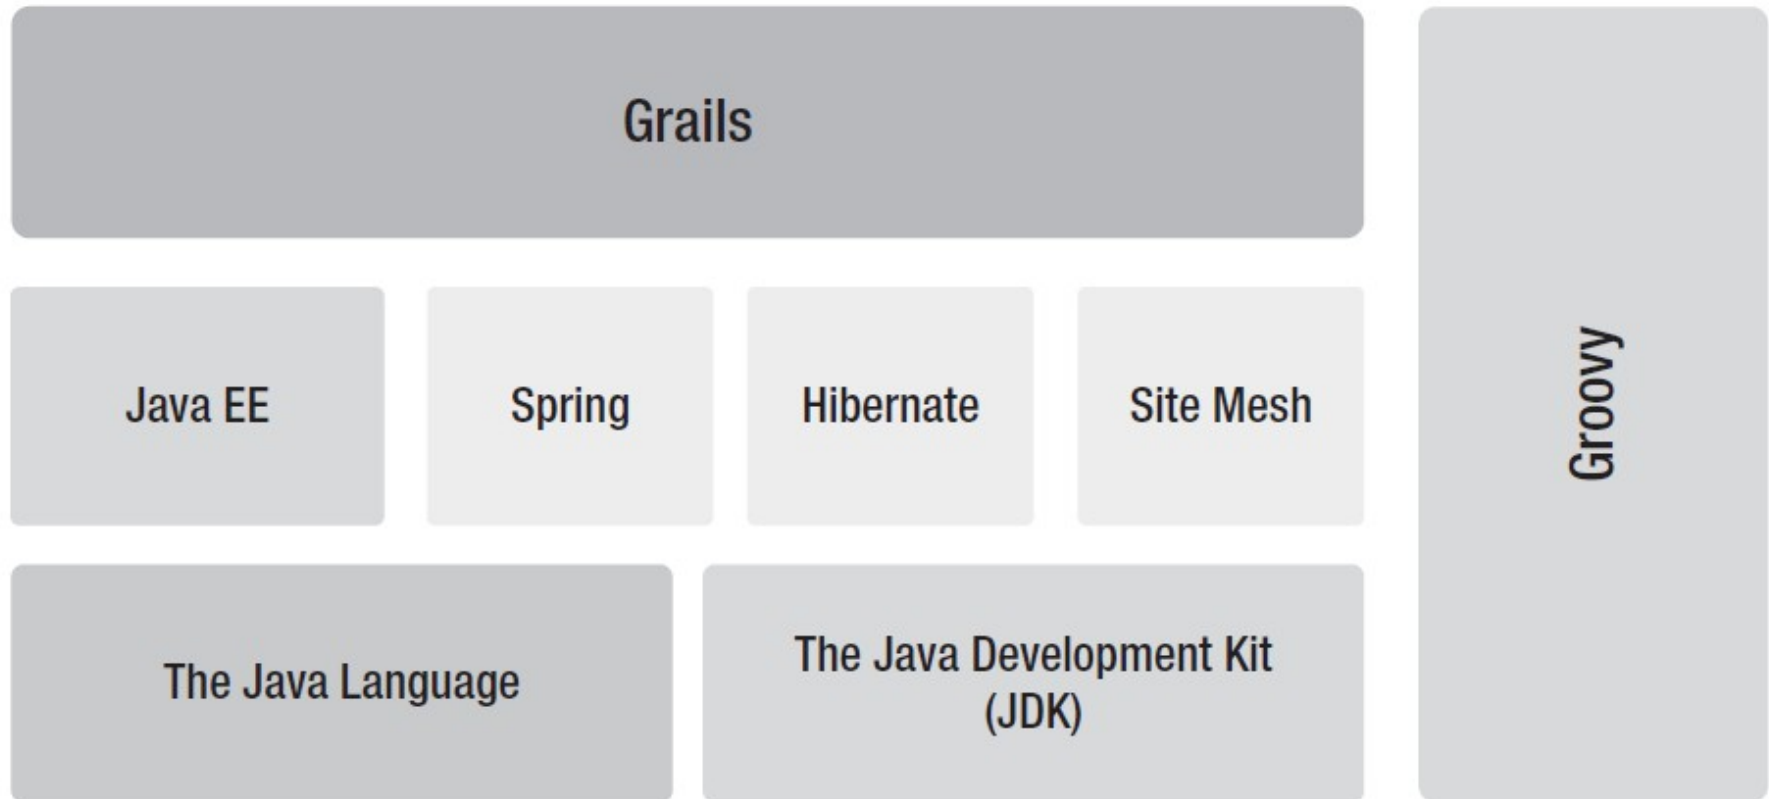 Grails
Java EE
Spring
Hibernate
Site Mesh
Groovy
The Java Language
The Java Development Kit
(JDK)